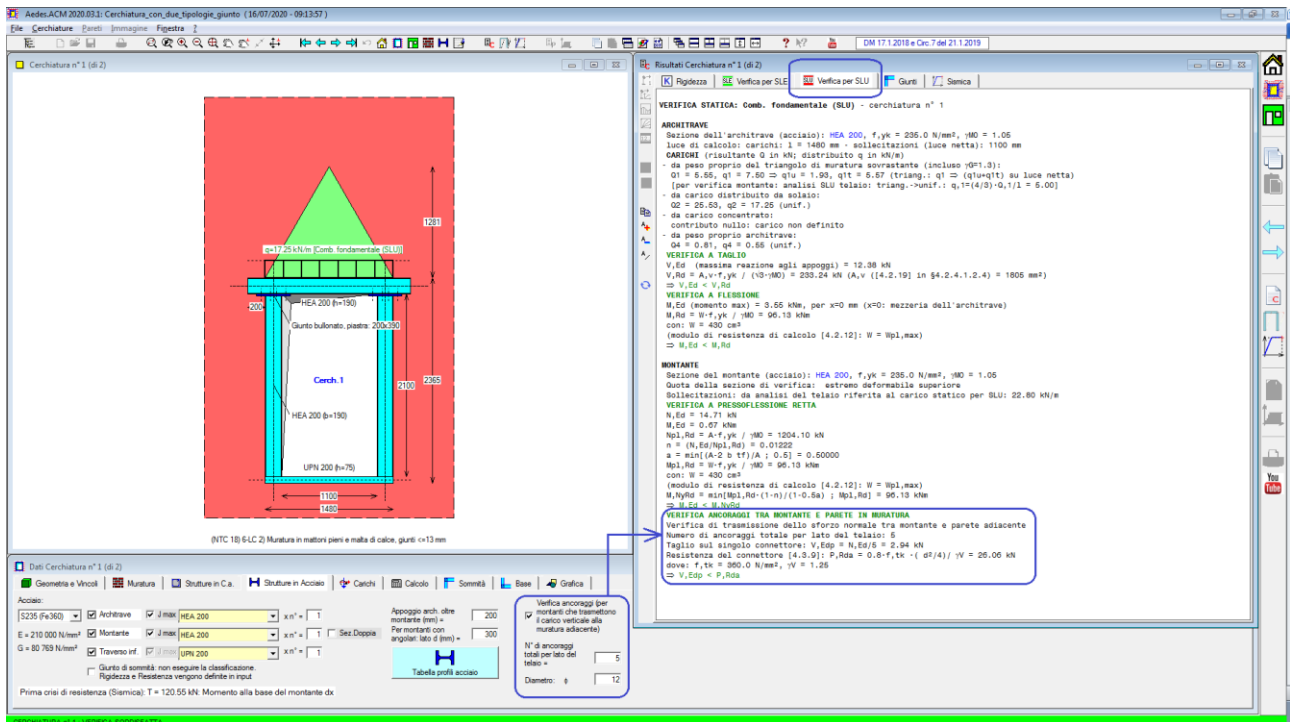 Aedes.ACM 2020.03.1: Cerchiatura_con_due_tipologie_giunto (16/07/2020 - 09:13:57)
File Cerchiature Pareti Immagine Finestra ?
DM 17.1.2018 e Circ.7 del 21.1.2019
Cerchiatura n° 1 (di 2)
1281
q=17.25 kN/m [Comb. fondamentale (SLU)]
200
HEA 200 (h=190)
Giunto bullonato, piastra: 200x390
Cerch.1
2100
2365
HEA 200 (b=190)
UPN 200 (h=75)
1100
1480
(NTC 18) 6-LC 2) Muratura in mattoni pieni e malta di calce, giunti <=13 mm
Risultati Cerchiatura n° 1 (di 2)
K Rigidezza SLE Verifica per SLE SLU Verifica per SLU Giunti Sismica
VERIFICA STATICA: Comb. fondamentale (SLU) - cerchiatura n° 1
ARCHITRAVE
Sezione dell'architrave (acciaio): HEA 200, f,yk = 235.0 N/mm², γM0 = 1.05
luce di calcolo: carichi: l = 1480 mm - sollecitazioni (luce netta): 1100 mm
CARICHI (risultante Q in kN; distribuito q in kN/m)
- da peso proprio del triangolo di muratura sovrastante (incluso γG=1.3):
Q1 = 5.55, q1 = 7.50 ⇒ q1u = 1.93, q1t = 5.57 (triang.: q1 ⇒ (q1u+q1t) su luce netta)
[per verifica montante: analisi SLU telaio: triang.->unif.: q,1=(4/3)·Q,1/l = 5.00]
- da carico distribuito da solaio:
Q2 = 25.53, q2 = 17.25 (unif.)
- da carico concentrato:
contributo nullo: carico non definito
- da peso proprio architrave:
Q4 = 0.81, q4 = 0.55 (unif.)
VERIFICA A TAGLIO
V,Ed (massima reazione agli appoggi) = 12.38 kN
V,Rd = A,v·f,yk / (√3·γM0) = 233.24 kN (A,v ([4.2.19] in §4.2.4.1.2.4) = 1805 mm²)
⇒ V,Ed < V,Rd
VERIFICA A FLESSIONE
M,Ed (momento max) = 3.55 kNm, per x=0 mm (x=0: mezzeria dell'architrave)
M,Rd = W·f,yk / γM0 = 96.13 kNm
con: W = 430 cm³
(modulo di resistenza di calcolo [4.2.12]: W = Wpl,max)
⇒ M,Ed < M,Rd
MONTANTE
Sezione del montante (acciaio): HEA 200, f,yk = 235.0 N/mm², γM0 = 1.05
Quota della sezione di verifica: estremo deformabile superiore
Sollecitazioni: da analisi del telaio riferita al carico statico per SLU: 22.80 kN/m
VERIFICA A PRESSOFLESSIONE RETTA
N,Ed = 14.71 kN
M,Ed = 0.67 kNm
Npl,Rd = A·f,yk / γM0 = 1204.10 kN
n = (N,Ed/Npl,Rd) = 0.01222
a = min[(A-2 b tf)/A ; 0.5] = 0.50000
Mpl,Rd = W·f,yk / γM0 = 96.13 kNm
con: W = 430 cm³
(modulo di resistenza di calcolo [4.2.12]: W = Wpl,max)
M,NyRd = min[Mpl,Rd·(1-n)/(1-0.5a) ; Mpl,Rd] = 96.13 kNm
⇒ M,Ed < M,NyRd
VERIFICA ANCORAGGI TRA MONTANTE E PARETE IN MURATURA
Verifica di trasmissione dello sforzo normale tra montante e parete adiacente
Numero di ancoraggi totale per lato del telaio: 5
Taglio sul singolo connettore: V,Edp = N,Ed/5 = 2.94 kN
Resistenza del connettore [4.3.9]: P,Rda = 0.8·f,tk ·( d²/4)/ γV = 26.06 kN
dove: f,tk = 360.0 N/mm², γV = 1.25
⇒ V,Edp < P,Rda
You
Tube
Dati Cerchiatura n° 1 (di 2)
Geometria e Vincoli Muratura Strutture in C.a. Strutture in Acciaio Carichi Calcolo Sommità Base Grafica
Acciaio:
S235 (Fe360) Architrave J max HEA 200 x n° = 1
E = 210 000 N/mm² Montante J max HEA 200 x n° = 1 Sez.Doppia
G = 80 769 N/mm² Traverso inf. J max UPN 200 x n° = 1
Giunto di sommità: non eseguire la classificazione.
Rigidezza e Resistenza vengono definite in input
Prima crisi di resistenza (Sismica): T = 120.55 kN: Momento alla base del montante dx
Appoggio arch. oltre
montante (mm) = 200
Per montanti con
angolari: lato d (mm) = 300
Tabella profili acciaio
Verifica ancoraggi (per
montanti che trasmettono
il carico verticale alla
muratura adiacente)
N° di ancoraggi
totali per lato del
telaio = 5
Diametro: ϕ 12
CERCHIATURA n° 1: VERIFICA SODDISFATTA